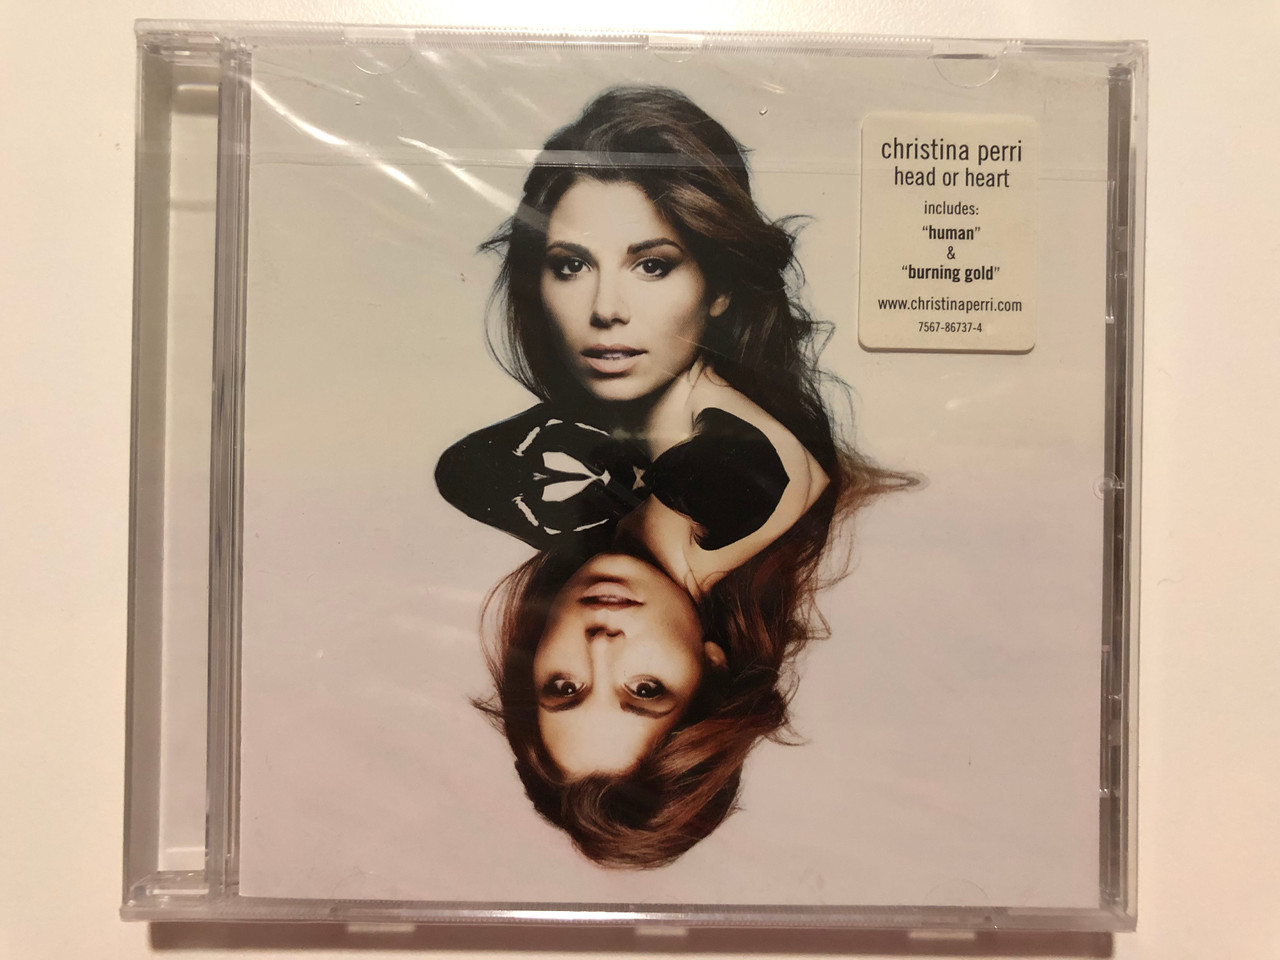 christina perri
head or heart
includes:
“human”
&
“burning gold”
www.christinaperri.com
7567-86737-4